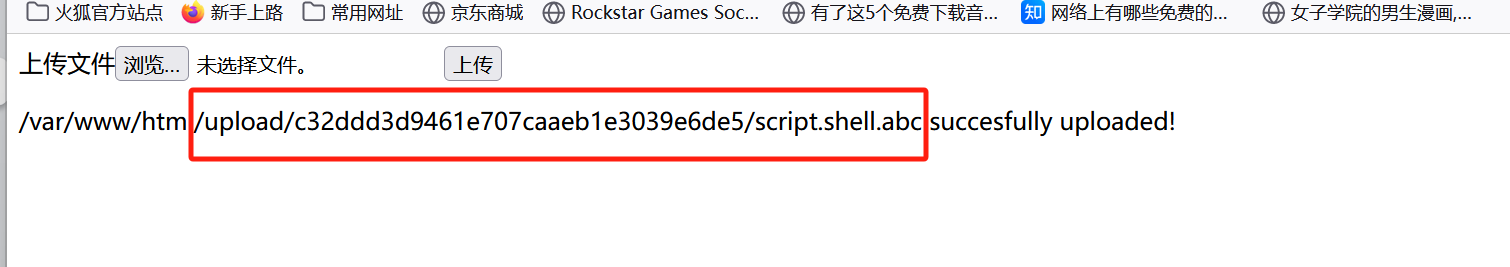 火狐官方站点 新手上路 常用网址 京东商城 Rockstar Games Soc... 有了这5个免费下载音... 知 网络上有哪些免费的... 女子学院的男生漫画,...
上传文件 浏览... 未选择文件。 上传
/var/www/htm/upload/c32ddd3d9461e707caaeb1e3039e6de5/script.shell.abc succesfully uploaded!